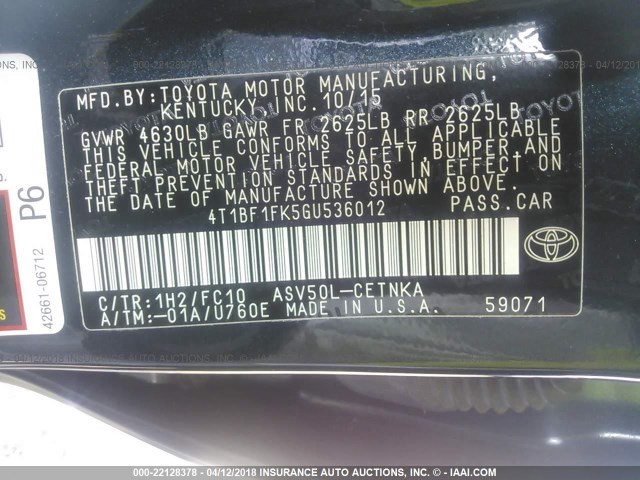 MFD.BY: TOYOTA MOTOR MANUFACTURING,
KENTUCKY, INC. 10/15
GVWR 4630LB GAWR FR 2625LB RR 2625LB
THIS VEHICLE CONFORMS TO ALL APPLICABLE
FEDERAL MOTOR VEHICLE SAFETY, BUMPER, AND
THEFT PREVENTION STANDARDS IN EFFECT ON
THE DATE OF MANUFACTURE SHOWN ABOVE.
4T1BF1FK5GU536012 PASS.CAR
C/TR:1H2/FC10 ASV50L-CETNKA
A/TM:-01A/U760E MADE IN U.S.A. 59071
TOYOTA
P6
42661-06712
000-22128378 - 04/12/2018 - INSURANCE AUTO AUCTIONS, INC. - © - IAAI.COM